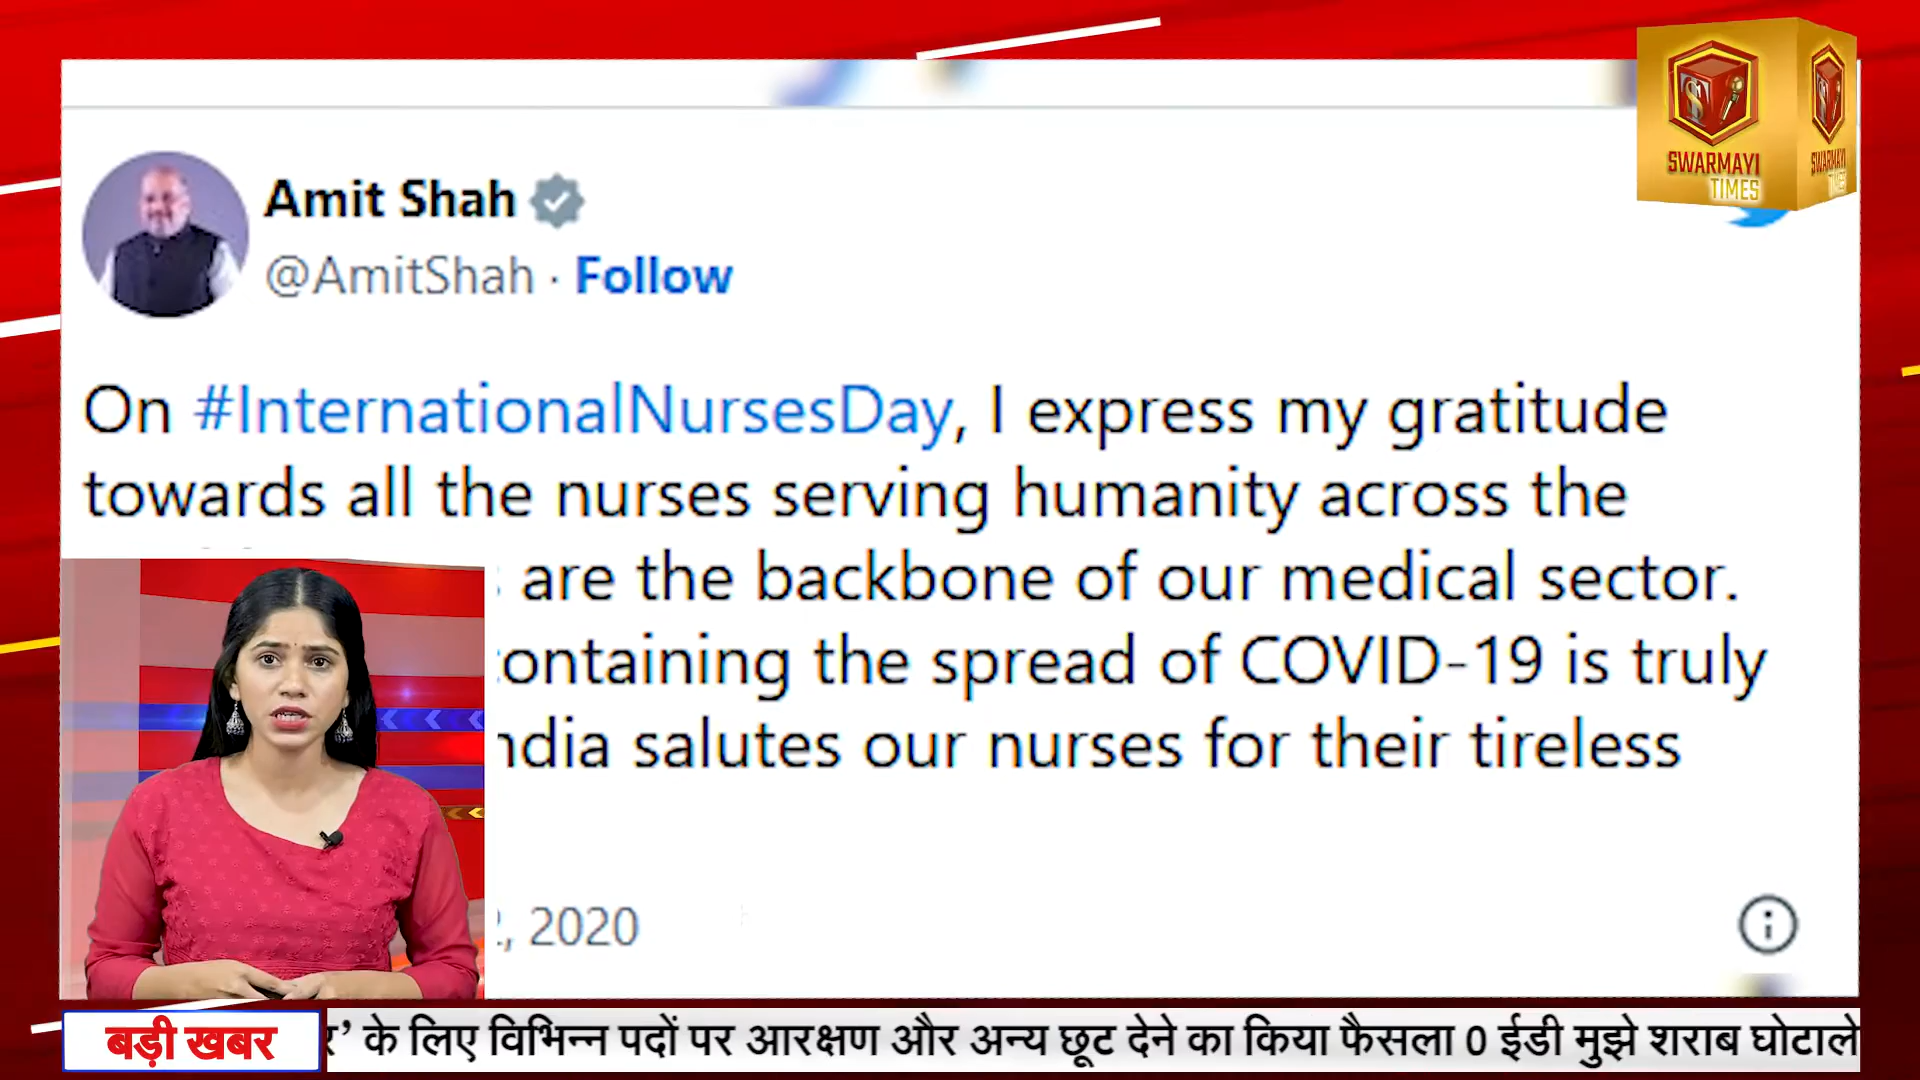 SWARMAYI
TIMES
SWARMAYI
TIMES
Amit Shah
@AmitShah · Follow
On #InternationalNursesDay, I express my gratitude
towards all the nurses serving humanity across the
are the backbone of our medical sector.
ontaining the spread of COVID-19 is truly
ndia salutes our nurses for their tireless
, 2020
बड़ी खबर
के लिए विभिन्न पदों पर आरक्षण और अन्य छूट देने का किया फैसला 0 ईडी मुझे शराब घोटाले